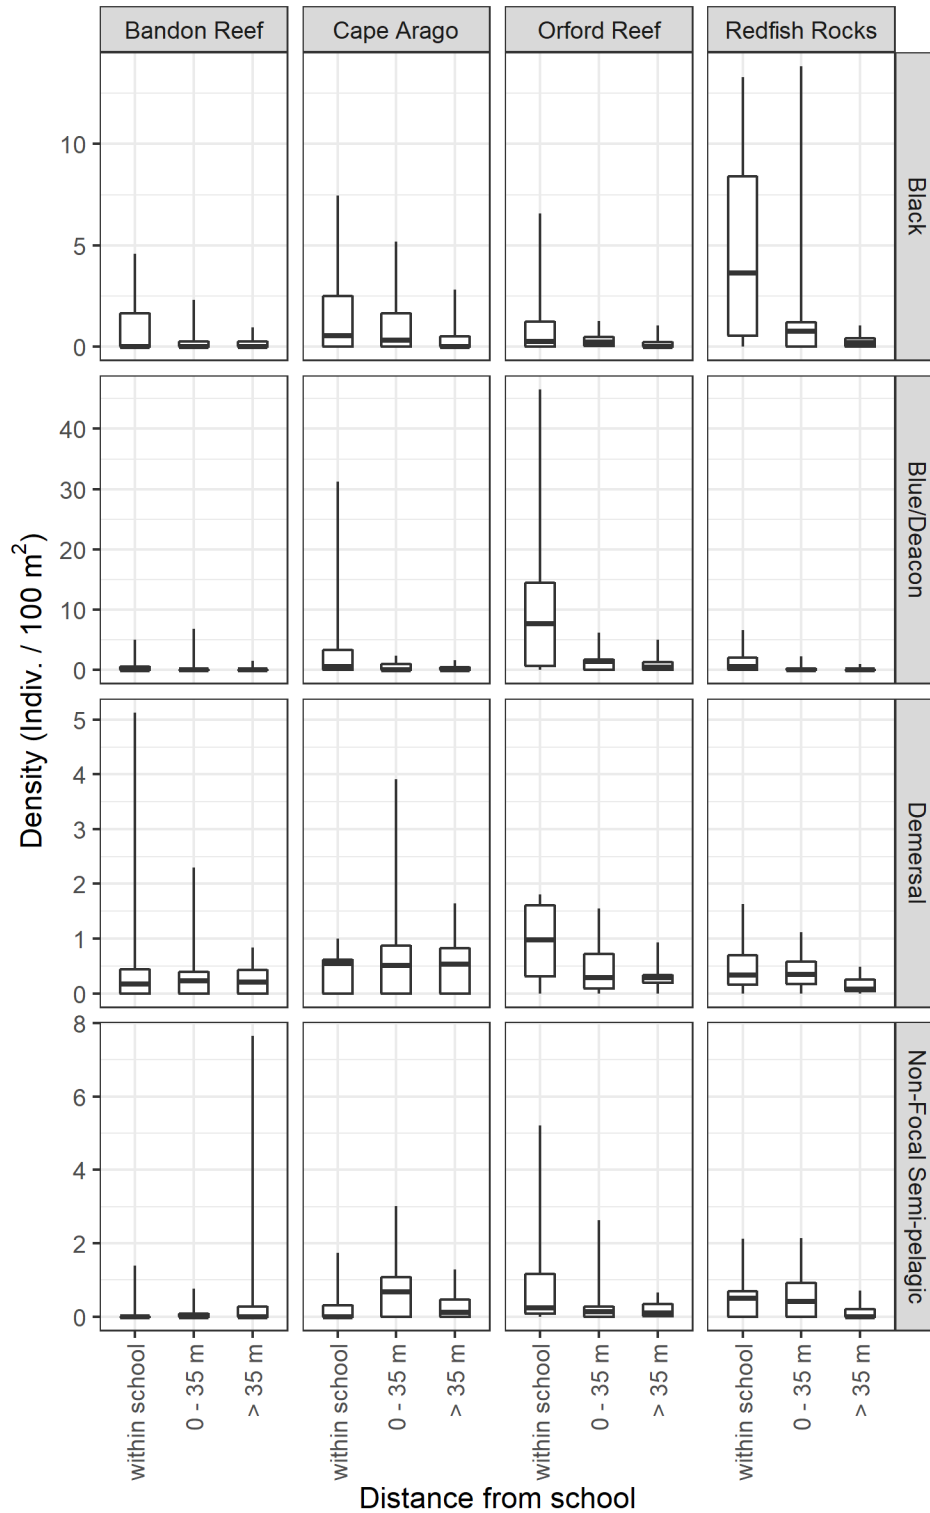 Bandon Reef
Cape Arago
Orford Reef
Redfish Rocks
10
5
0
Black
40
30
20
10
0
Blue/Deacon
5
4
3
2
1
0
Demersal
8
6
4
2
0
Non-Focal Semi-pelagic
Density (Indiv. / 100 m²)
within school
0 - 35 m
> 35 m
within school
0 - 35 m
> 35 m
within school
0 - 35 m
> 35 m
within school
0 - 35 m
> 35 m
Distance from school